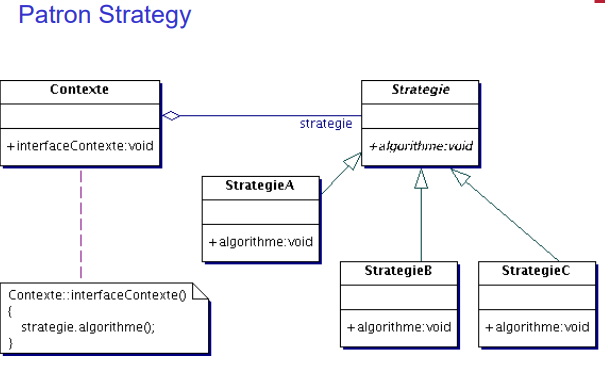 Patron Strategy
Contexte
+interfaceContexte:void
strategie
Strategie
+algorithme:void
StrategieA
+algorithme:void
StrategieB
+algorithme:void
StrategieC
+algorithme:void
Contexte::interfaceContexte()
{
strategie.algorithme();
}